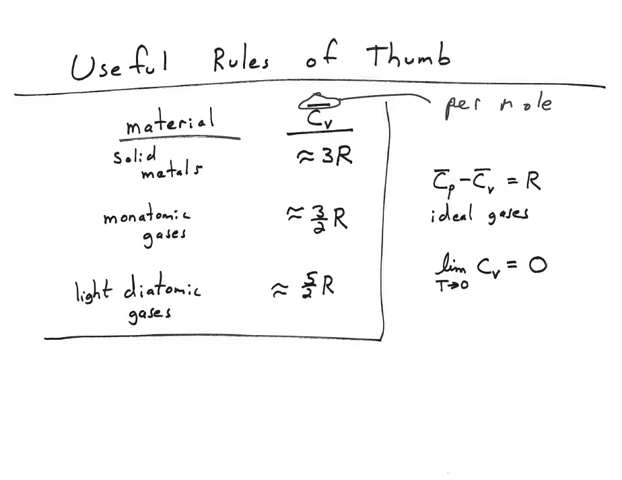 Useful Rules of Thumb
material C̅ᵥ per mole
solid metals ≈ 3R
monatomic gases ≈ 3/2 R
light diatomic gases ≈ 5/2 R
C̅ₚ − C̅ᵥ = R
ideal gases
lim T→0 Cᵥ = 0